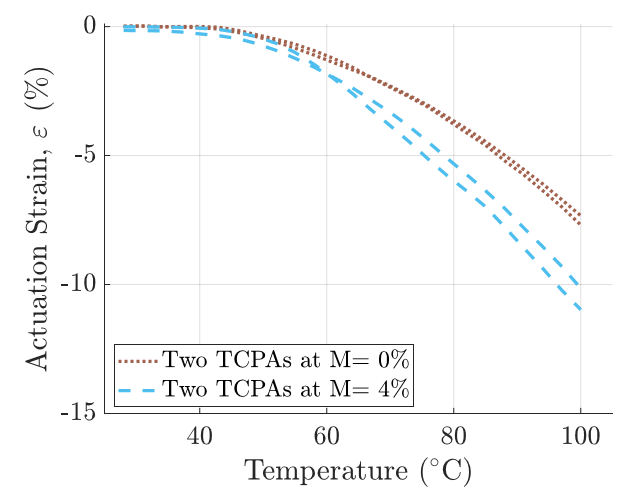 0
-5
-10
-15
Actuation Strain, ε (%)
Two TCPAs at M= 0%
Two TCPAs at M= 4%
40 60 80 100
Temperature (°C)